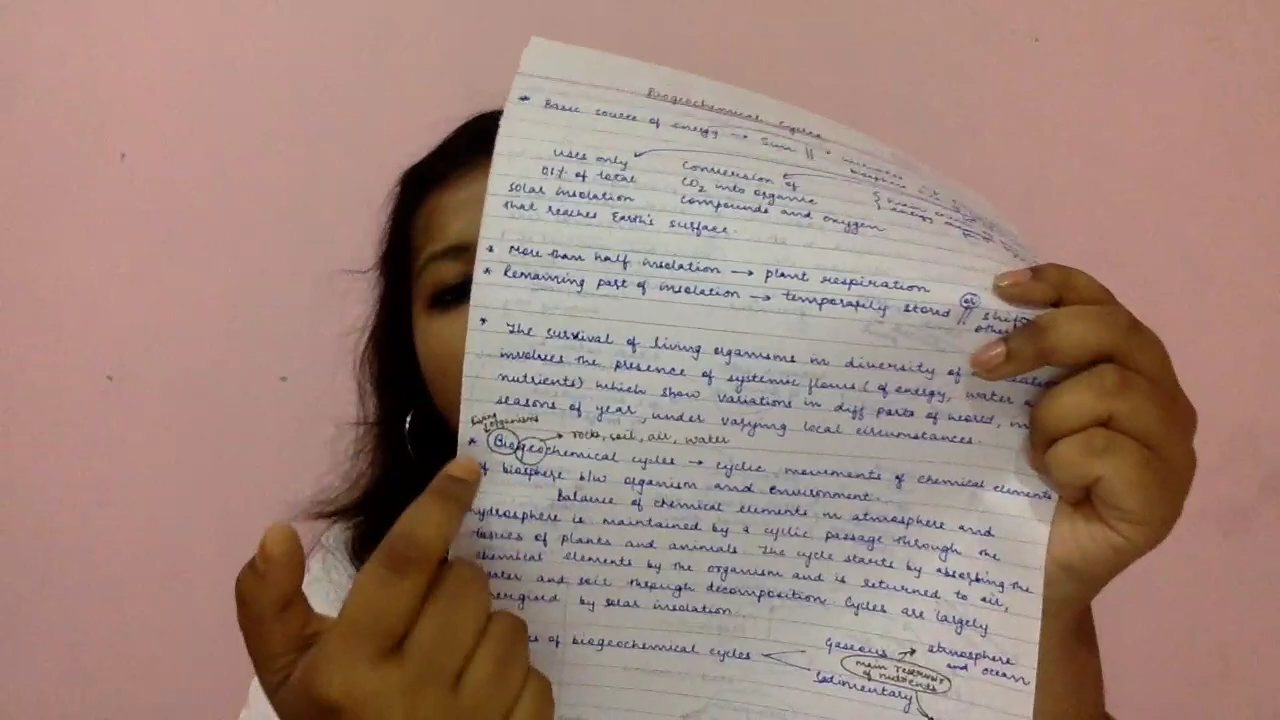 Biogeochemical Cycles
* Basic source of energy → Sun ||
Uses only
0.1% of total
solar insolation
that reaches Earth's surface.
Conversion of
CO2 into organic
compounds and oxygen
* More than half insolation → plant respiration
* Remaining part of insolation → temporarily stored (or) shift
* The survival of living organisms in diversity of
involves the presence of systemic flows (of energy, water
nutrients) which show variations in diff parts of world, in
seasons of year, under varying local circumstances.
living organisms
rocks, soil, air, water
* Biogeochemical cycles → cyclic movements of chemical elements
of biosphere b/w organism and environment.
Balance of chemical elements in atmosphere and
hydrosphere is maintained by a cyclic passage through the
tissues of plants and animals. The cycle starts by absorbing the
chemical elements by the organism and is returned to air,
water and soil through decomposition. Cycles are largely
energised by solar insolation.
of biogeochemical cycles
Gaseous → atmosphere
and ocean
main reservoir
of nutrients
Sedimentary